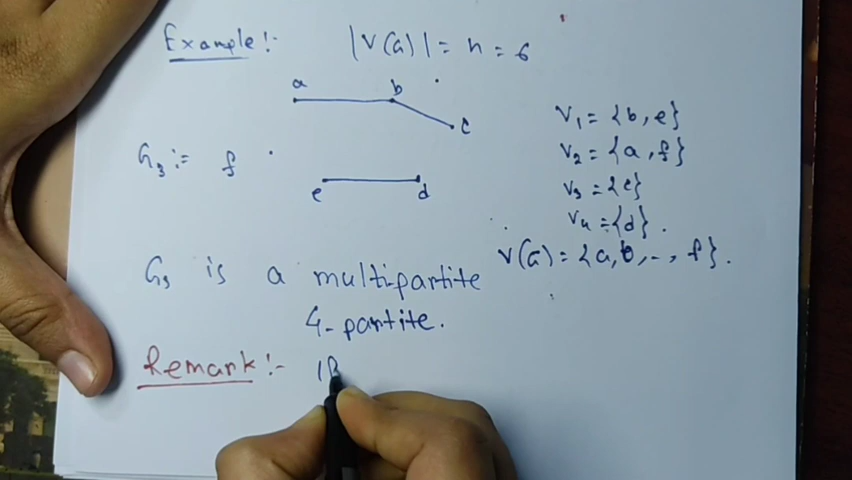 Example:- |V(G)| = n = 6
a b c
G₃ := f
e d
V₁ = {b, e}
V₂ = {a, f}
V₃ = {c}
V₄ = {d}.
V(G) = {a, b, -, f}.
G₃ is a multipartite
4-partite.
Remark:-